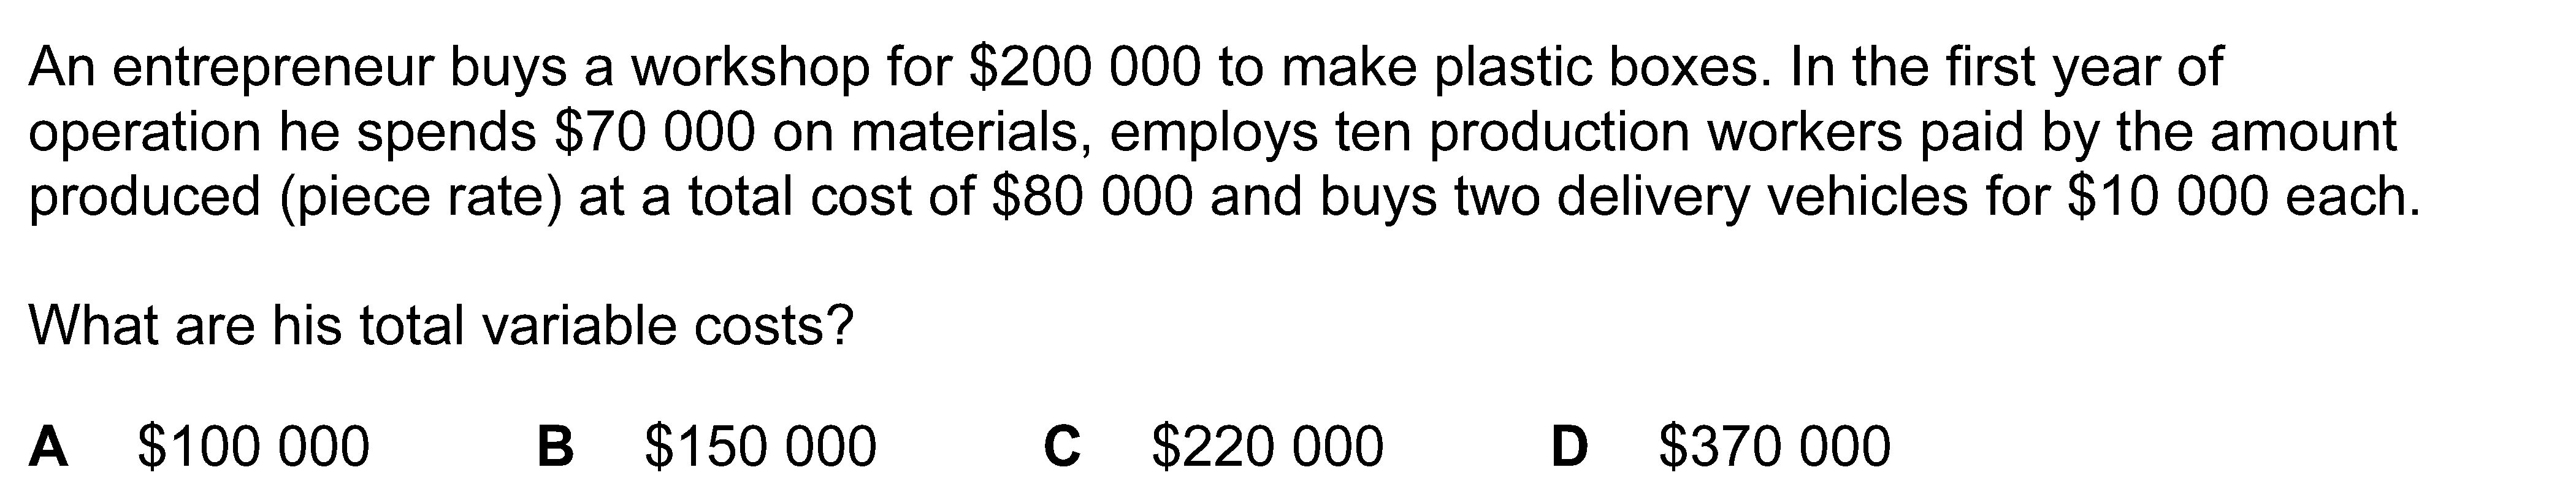 An entrepreneur buys a workshop for $200 000 to make plastic boxes. In the first year of
operation he spends $70 000 on materials, employs ten production workers paid by the amount
produced (piece rate) at a total cost of $80 000 and buys two delivery vehicles for $10 000 each.
What are his total variable costs?
A $100 000 B $150 000 C $220 000 D $370 000